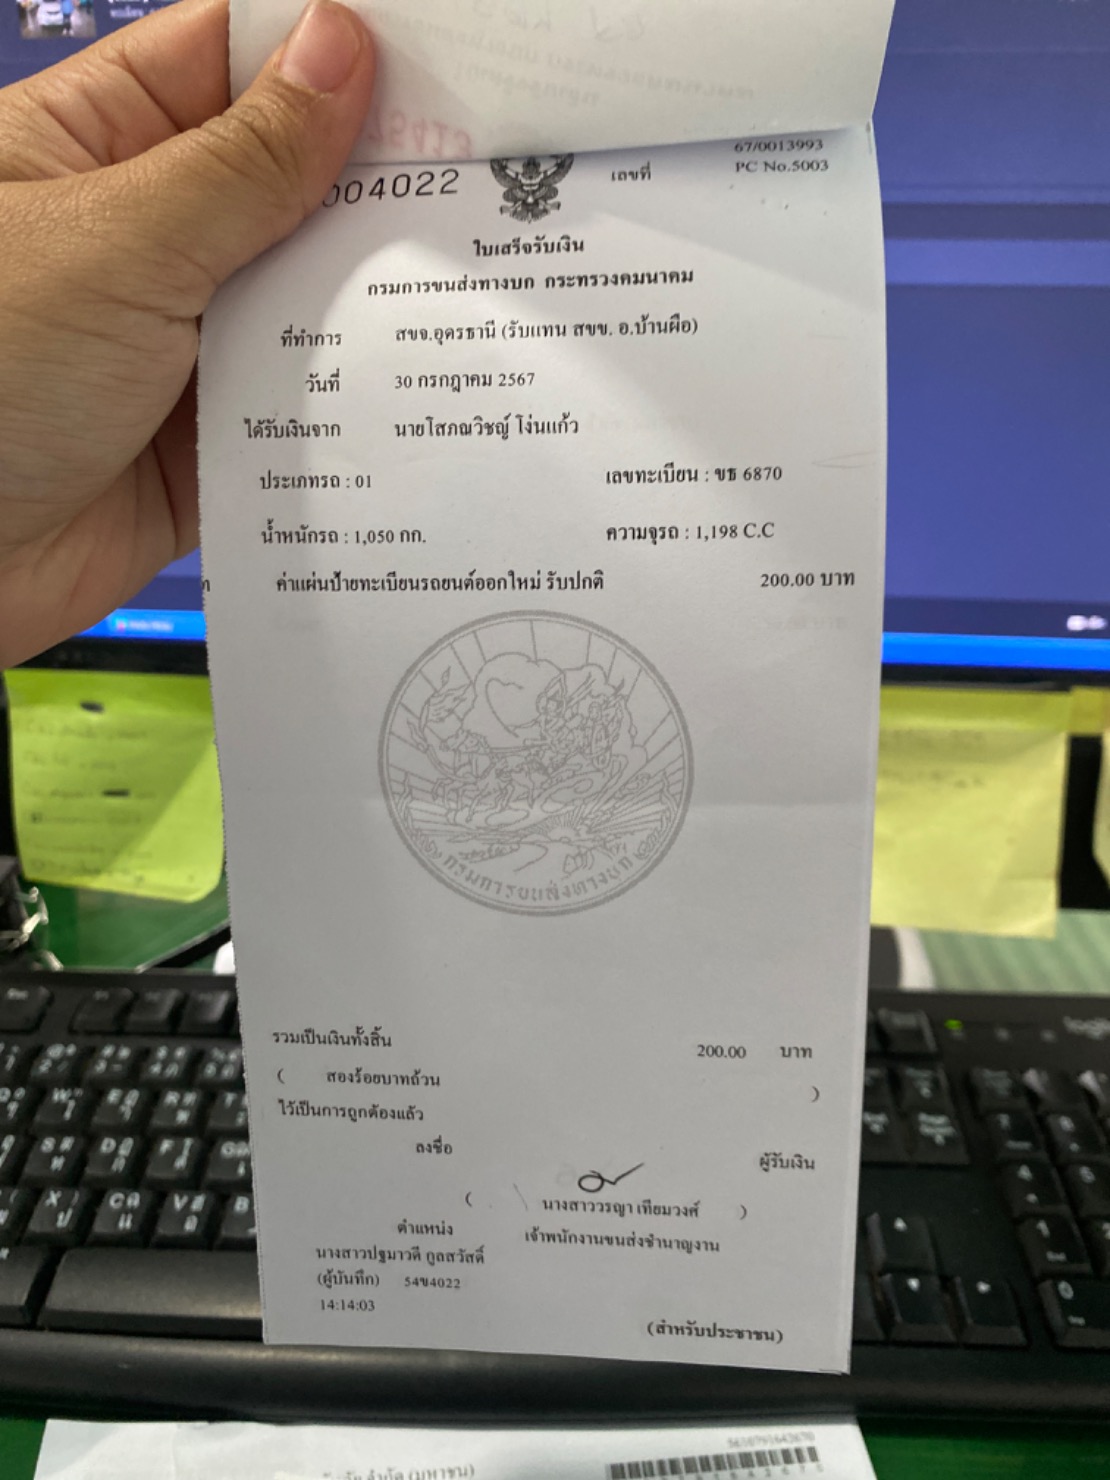 67/0013993
004022 เลขที่ PC No.5003
ใบเสร็จรับเงิน
กรมการขนส่งทางบก กระทรวงคมนาคม
ที่ทำการ สขจ.อุดรธานี (รับแทน สขข. อ.บ้านผือ)
วันที่ 30 กรกฎาคม 2567
ได้รับเงินจาก นายโสภณวิชญ์ โง่นแก้ว
ประเภทรถ : 01 เลขทะเบียน : ขธ 6870
น้ำหนักรถ : 1,050 กก. ความจุรถ : 1,198 C.C
ค่าแผ่นป้ายทะเบียนรถยนต์ออกใหม่ รับปกติ 200.00 บาท
กรมการขนส่งทางบก
รวมเป็นเงินทั้งสิ้น 200.00 บาท
( สองร้อยบาทถ้วน )
ไว้เป็นการถูกต้องแล้ว
ลงชื่อ ผู้รับเงิน
( นางสาววรญา เทียมวงศ์ )
ตำแหน่ง เจ้าพนักงานขนส่งชำนาญงาน
นางสาวปฐมาวดี กูลสวัสดิ์
(ผู้บันทึก) 54ข4022
14:14:03
(สำหรับประชาชน)
จำกัด (มหาชน)